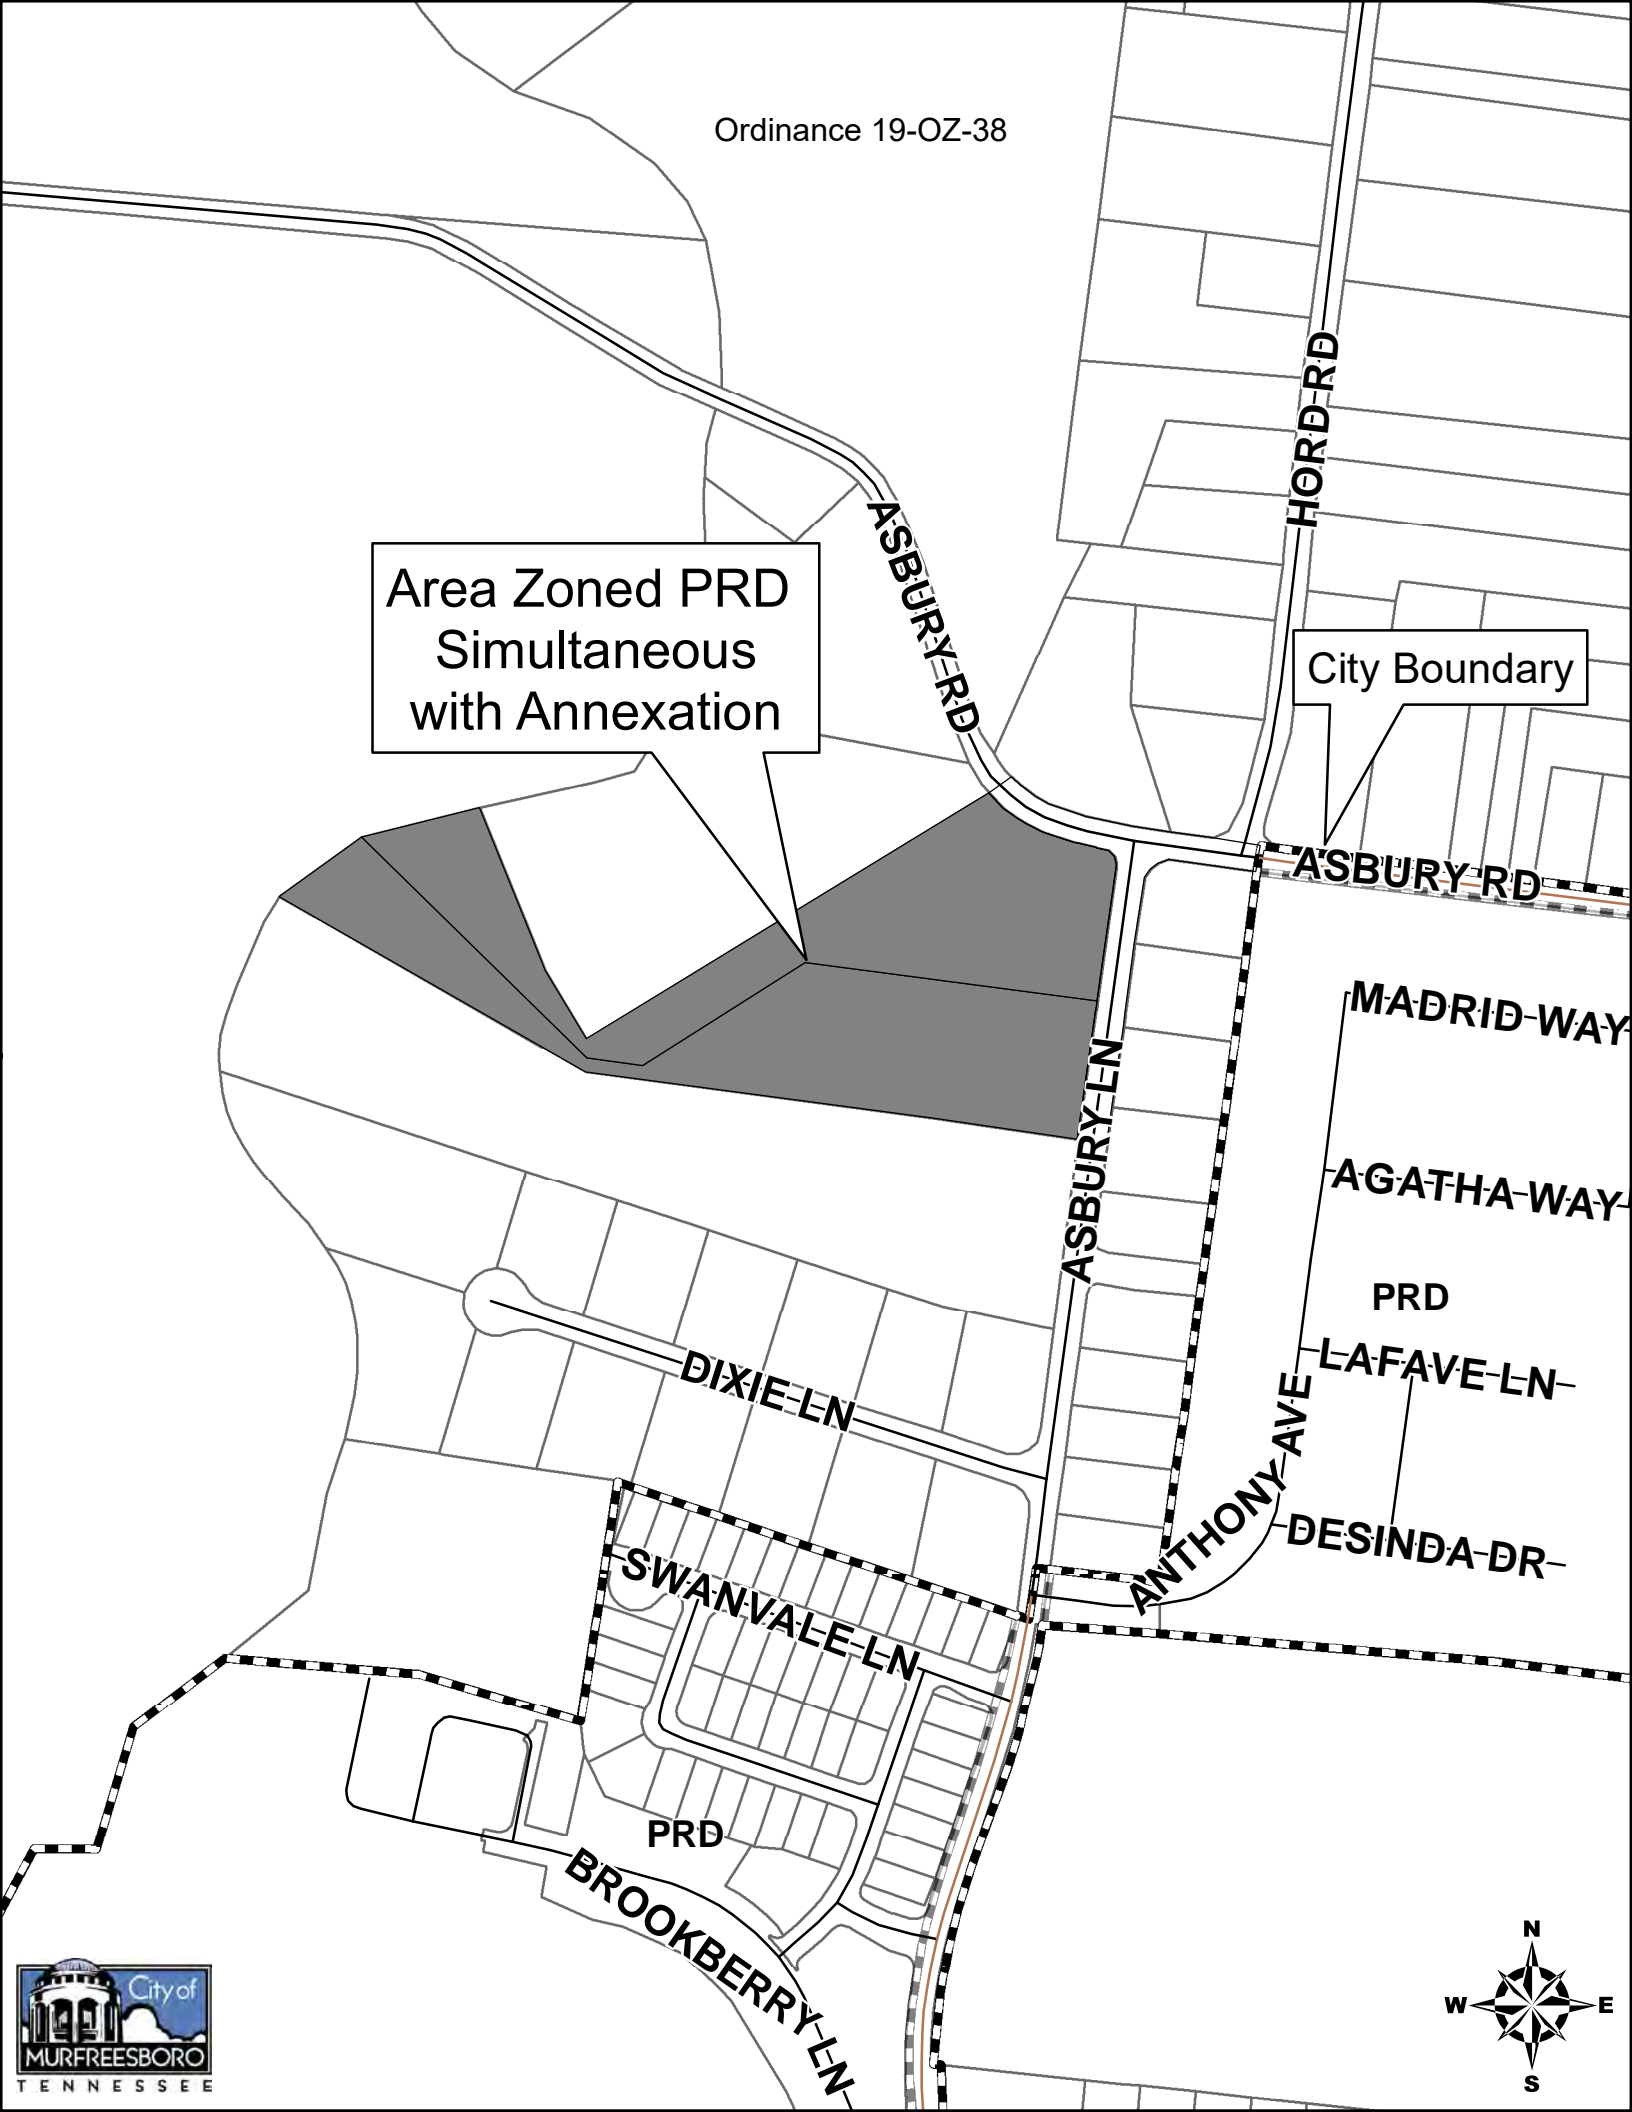 Ordinance 19-OZ-38
HORD RD
ASBURY RD
Area Zoned PRD
Simultaneous
with Annexation
City Boundary
ASBURY RD
MADRID WAY
ASBURY LN
AGATHA WAY
PRD
LAFAVE LN
DIXIE LN
ANTHONY AVE
DESINDA DR
SWANVALE LN
PRD
BROOKBERRY LN
City of
MURFREESBORO
TENNESSEE
N
W
E
S